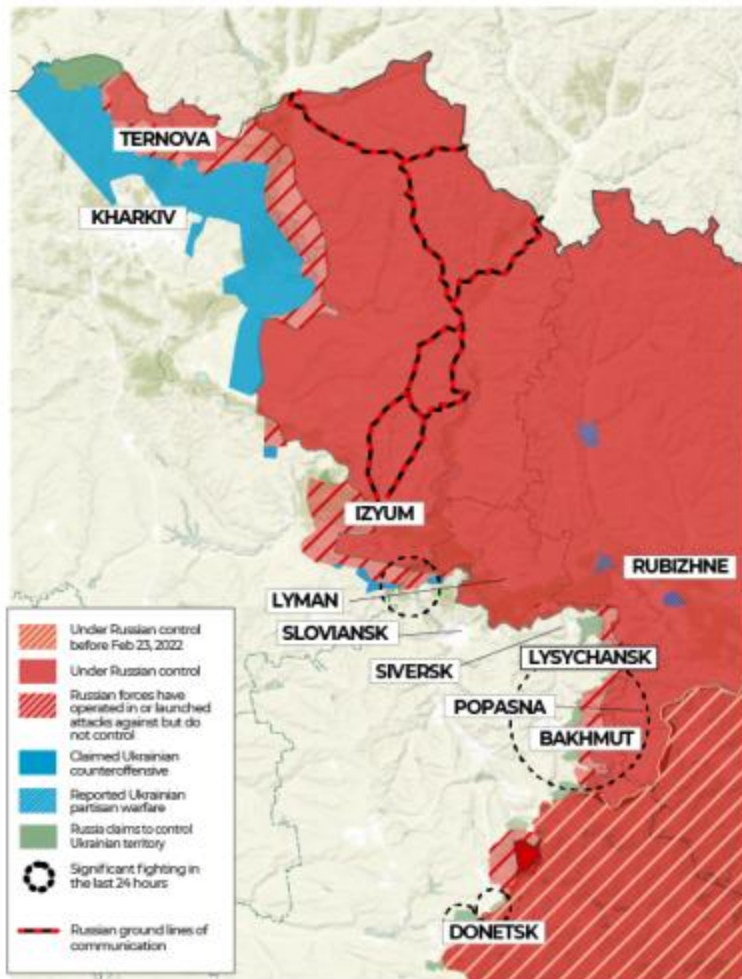 TERNOVA
KHARKIV
IZYUM
RUBIZHNE
LYMAN
SLOVIANSK
SIVERSK
LYSYCHANSK
POPASNA
BAKHMUT
DONETSK
Under Russian control
before Feb 23, 2022
Under Russian control
Russian forces have
operated in or launched
attacks against but do
not control
Claimed Ukrainian
counteroffensive
Reported Ukrainian
partisan warfare
Russia claims to control
Ukrainian territory
Significant fighting in
the last 24 hours
Russian ground lines of
communication